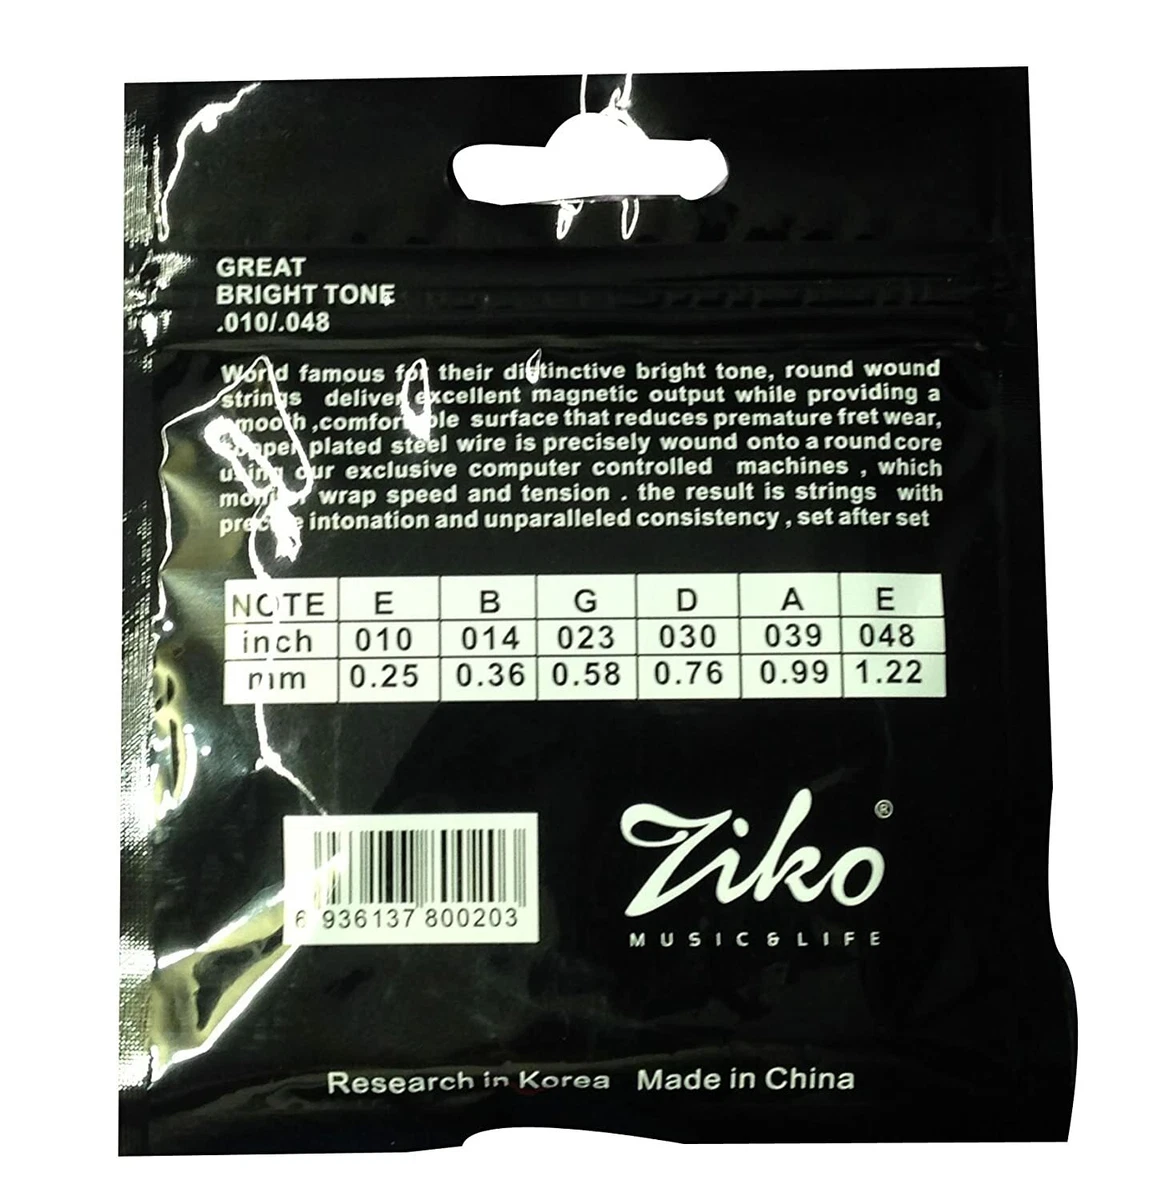 GREAT
BRIGHT TONE
.010/.048
World famous for their distinctive bright tone, round wound
strings deliver excellent magnetic output while providing a
smooth ,comfortable surface that reduces premature fret wear,
copper plated steel wire is precisely wound onto a round core
using our exclusive computer controlled machines , which
monitor wrap speed and tension . the result is strings with
precise intonation and unparalleled consistency , set after set
NOTE E B G D A E
inch 010 014 023 030 039 048
mm 0.25 0.36 0.58 0.76 0.99 1.22
Ziko ®
MUSIC & LIFE
6 936137 800203
Research in Korea Made in China